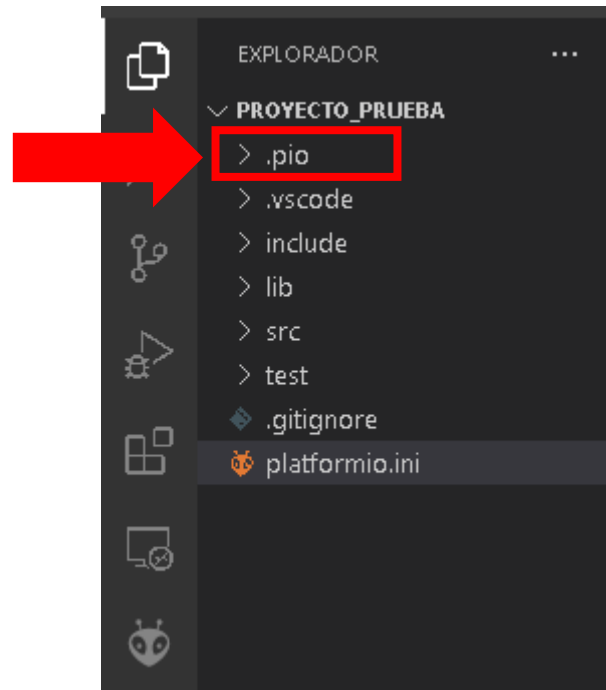 EXPLORADOR ...
PROYECTO_PRUEBA
.pio
.vscode
include
lib
src
test
.gitignore
platformio.ini